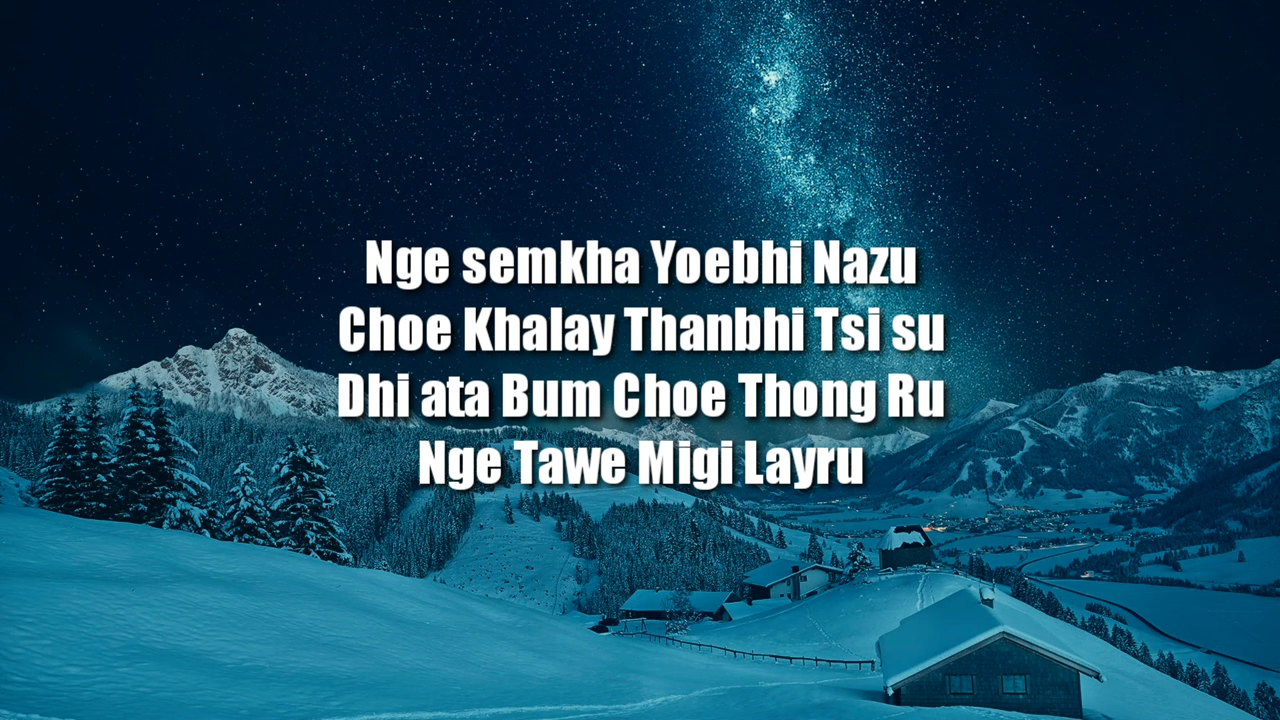 Nge semkha Yoebhi Nazu
Choe Khalay Thanbhi Tsi su
Dhi ata Bum Choe Thong Ru
Nge Tawe Migi Layru